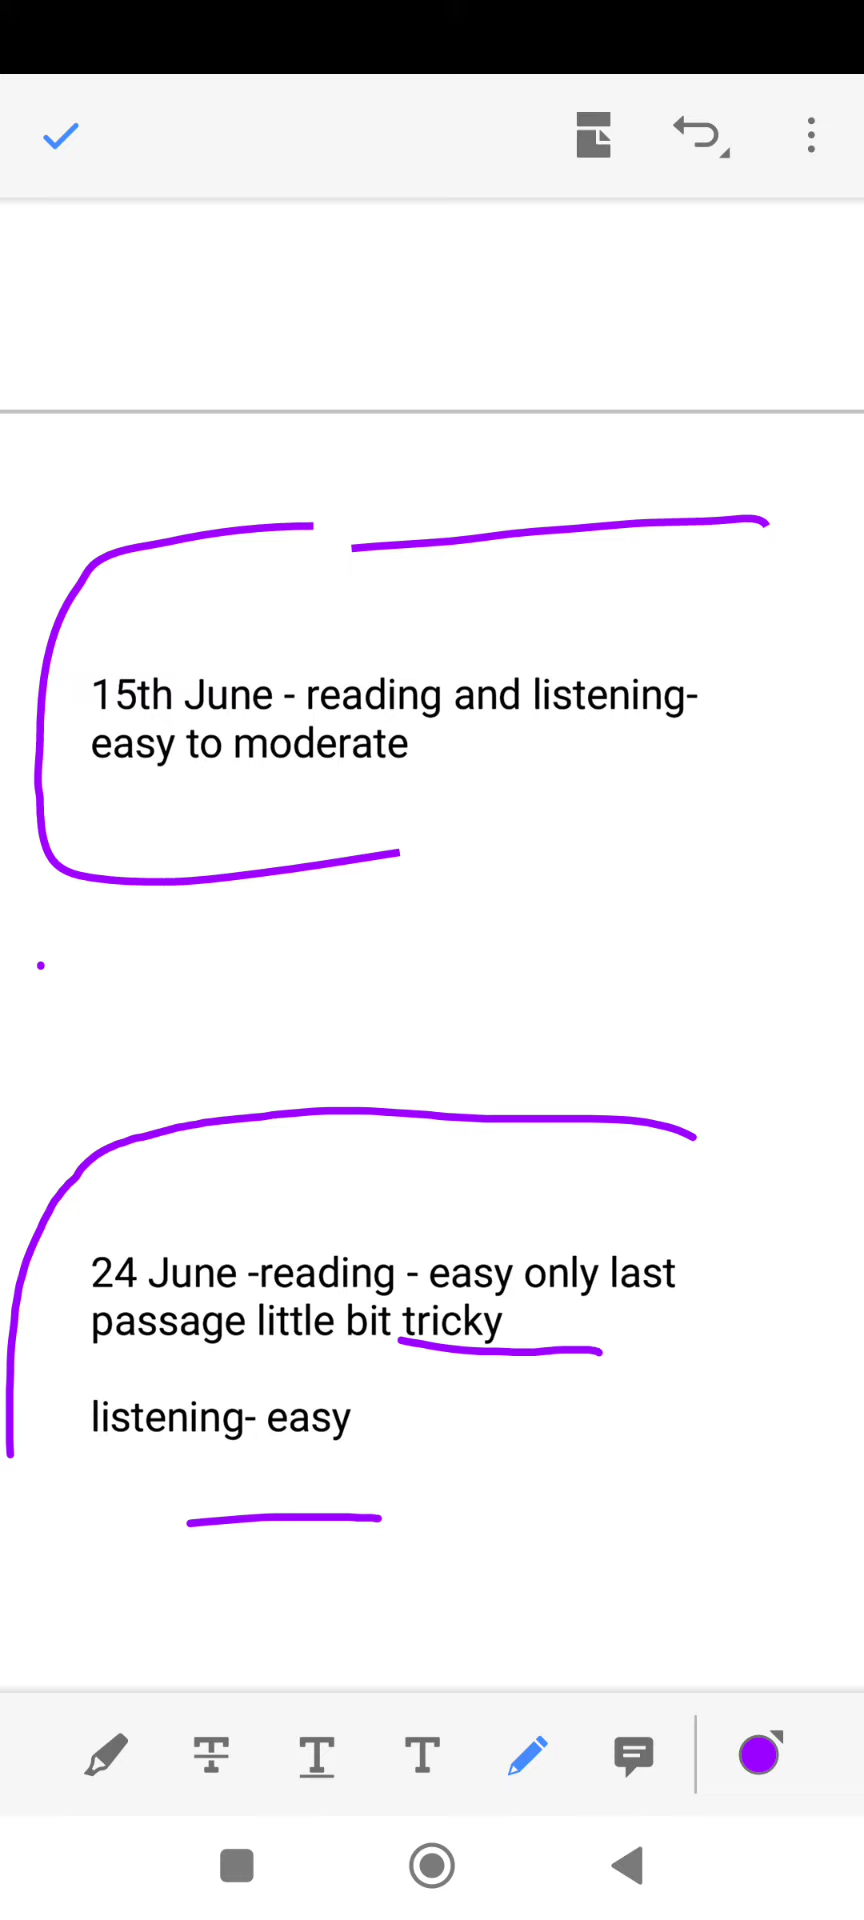 15th June - reading and listening-
easy to moderate
24 June -reading - easy only last
passage little bit tricky
listening- easy